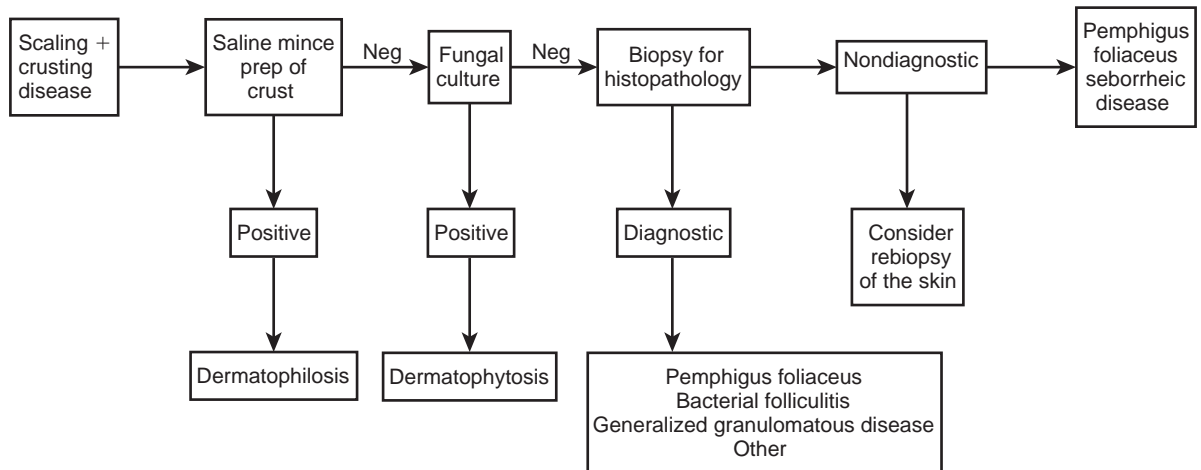 Scaling +
crusting
disease
Saline mince
prep of
crust
Neg
Fungal
culture
Neg
Biopsy for
histopathology
Nondiagnostic
Pemphigus
foliaceus
seborrheic
disease
Positive
Positive
Diagnostic
Consider
rebiopsy
of the skin
Dermatophilosis
Dermatophytosis
Pemphigus foliaceus
Bacterial folliculitis
Generalized granulomatous disease
Other